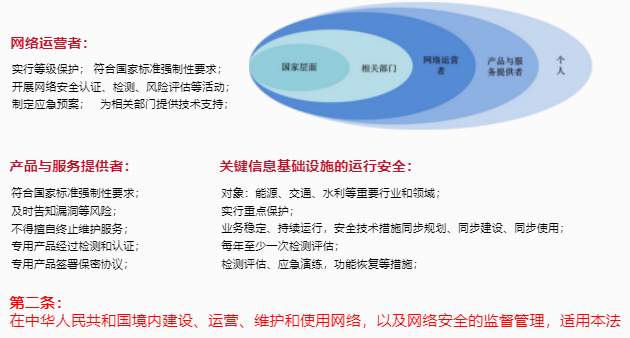 网络运营者：
实行等级保护； 符合国家标准强制性要求；
开展网络安全认证、检测、风险评估等活动；
制定应急预案； 为相关部门提供技术支持；
国家层面
相关部门
网络运营
者
产品与服
务提供者
个
人
产品与服务提供者：
符合国家标准强制性要求；
及时告知漏洞等风险；
不得擅自终止维护服务；
专用产品经过检测和认证；
专用产品签署保密协议；
关键信息基础设施的运行安全：
对象：能源、交通、水利等重要行业和领域；
实行重点保护；
业务稳定、持续运行，安全技术措施同步规划、同步建设、同步使用；
每年至少一次检测评估；
检测评估、应急演练，功能恢复等措施；
第二条：
在中华人民共和国境内建设、运营、维护和使用网络，以及网络安全的监督管理，适用本法